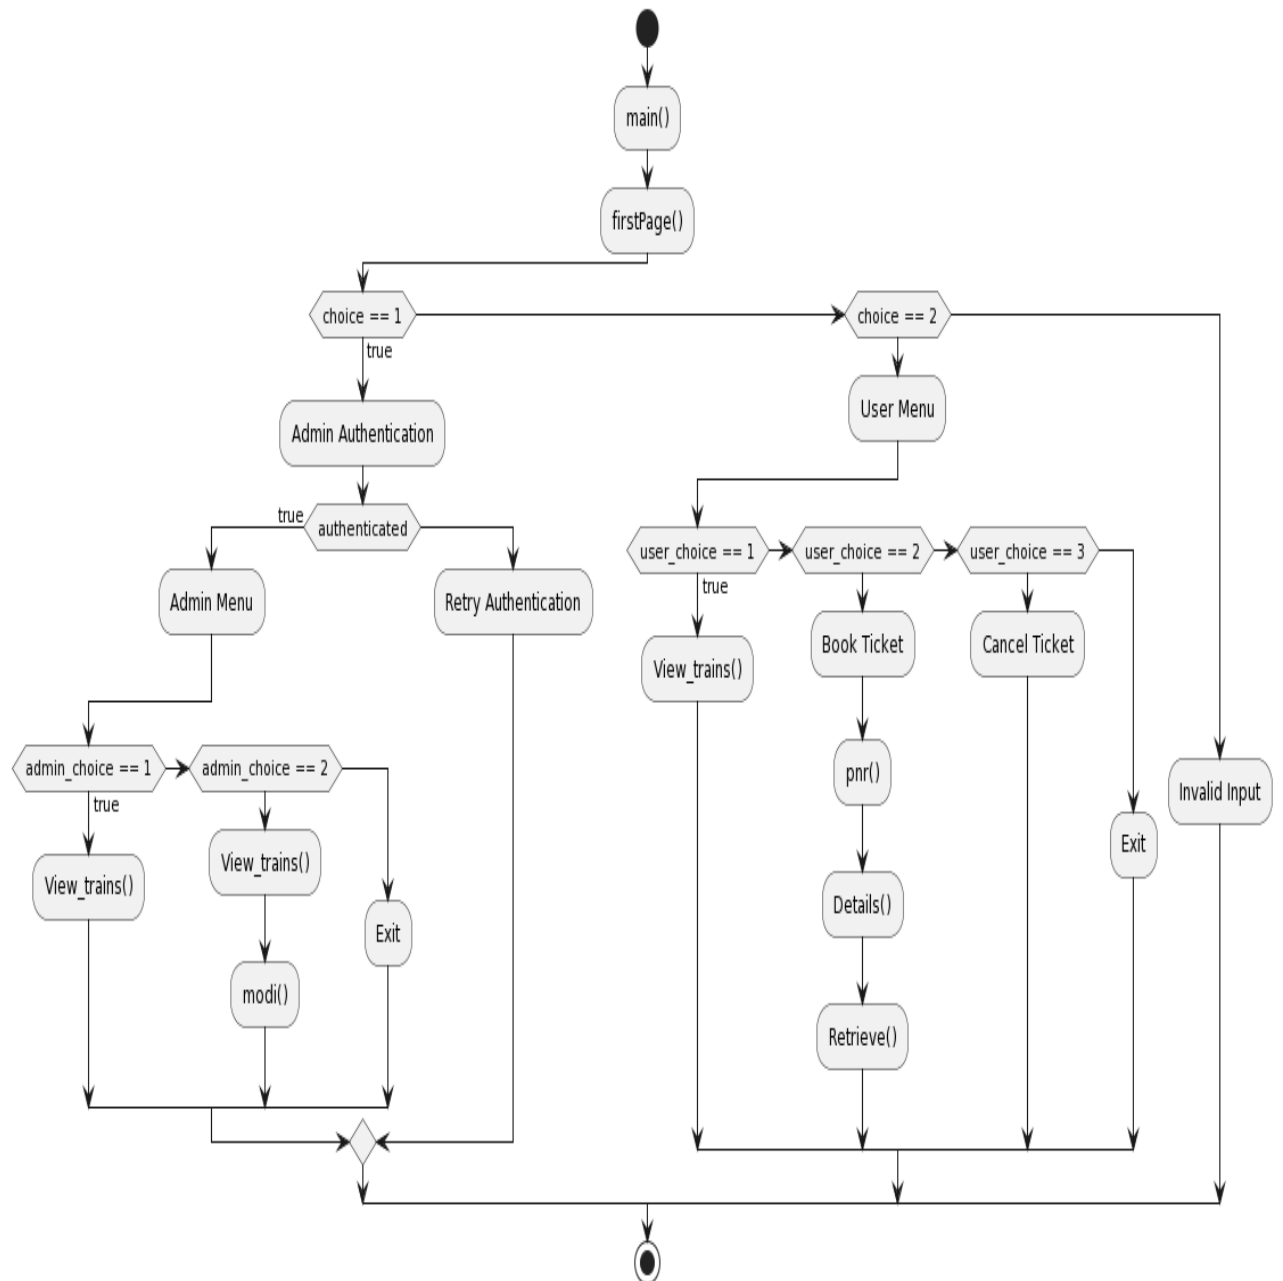 main()
firstPage()
choice == 1
choice == 2
true
User Menu
Admin Authentication
true
authenticated
user_choice == 1
user_choice == 2
user_choice == 3
true
Admin Menu
Retry Authentication
View_trains()
Book Ticket
Cancel Ticket
admin_choice == 1
admin_choice == 2
pnr()
Invalid Input
true
Exit
View_trains()
View_trains()
Details()
Exit
modi()
Retrieve()